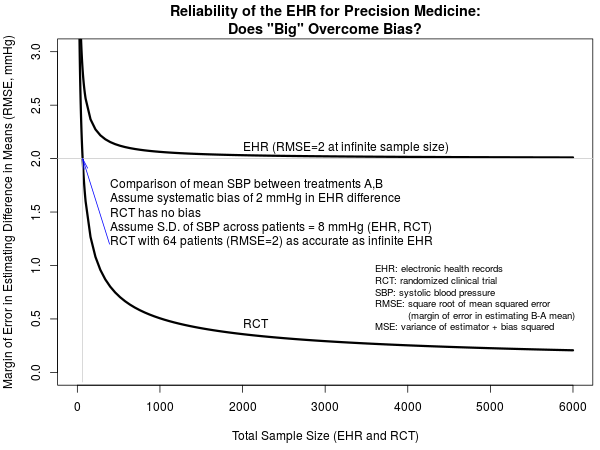 Reliability of the EHR for Precision Medicine:
Does "Big" Overcome Bias?
Margin of Error in Estimating Difference in Means (RMSE, mmHg)
3.0
2.5
2.0
1.5
1.0
0.5
0.0
EHR (RMSE=2 at infinite sample size)
Comparison of mean SBP between treatments A,B
Assume systematic bias of 2 mmHg in EHR difference
RCT has no bias
Assume S.D. of SBP across patients = 8 mmHg (EHR, RCT)
RCT with 64 patients (RMSE=2) as accurate as infinite EHR
EHR: electronic health records
RCT: randomized clinical trial
SBP: systolic blood pressure
RMSE: square root of mean squared error
(margin of error in estimating B-A mean)
MSE: variance of estimator + bias squared
RCT
0 1000 2000 3000 4000 5000 6000
Total Sample Size (EHR and RCT)